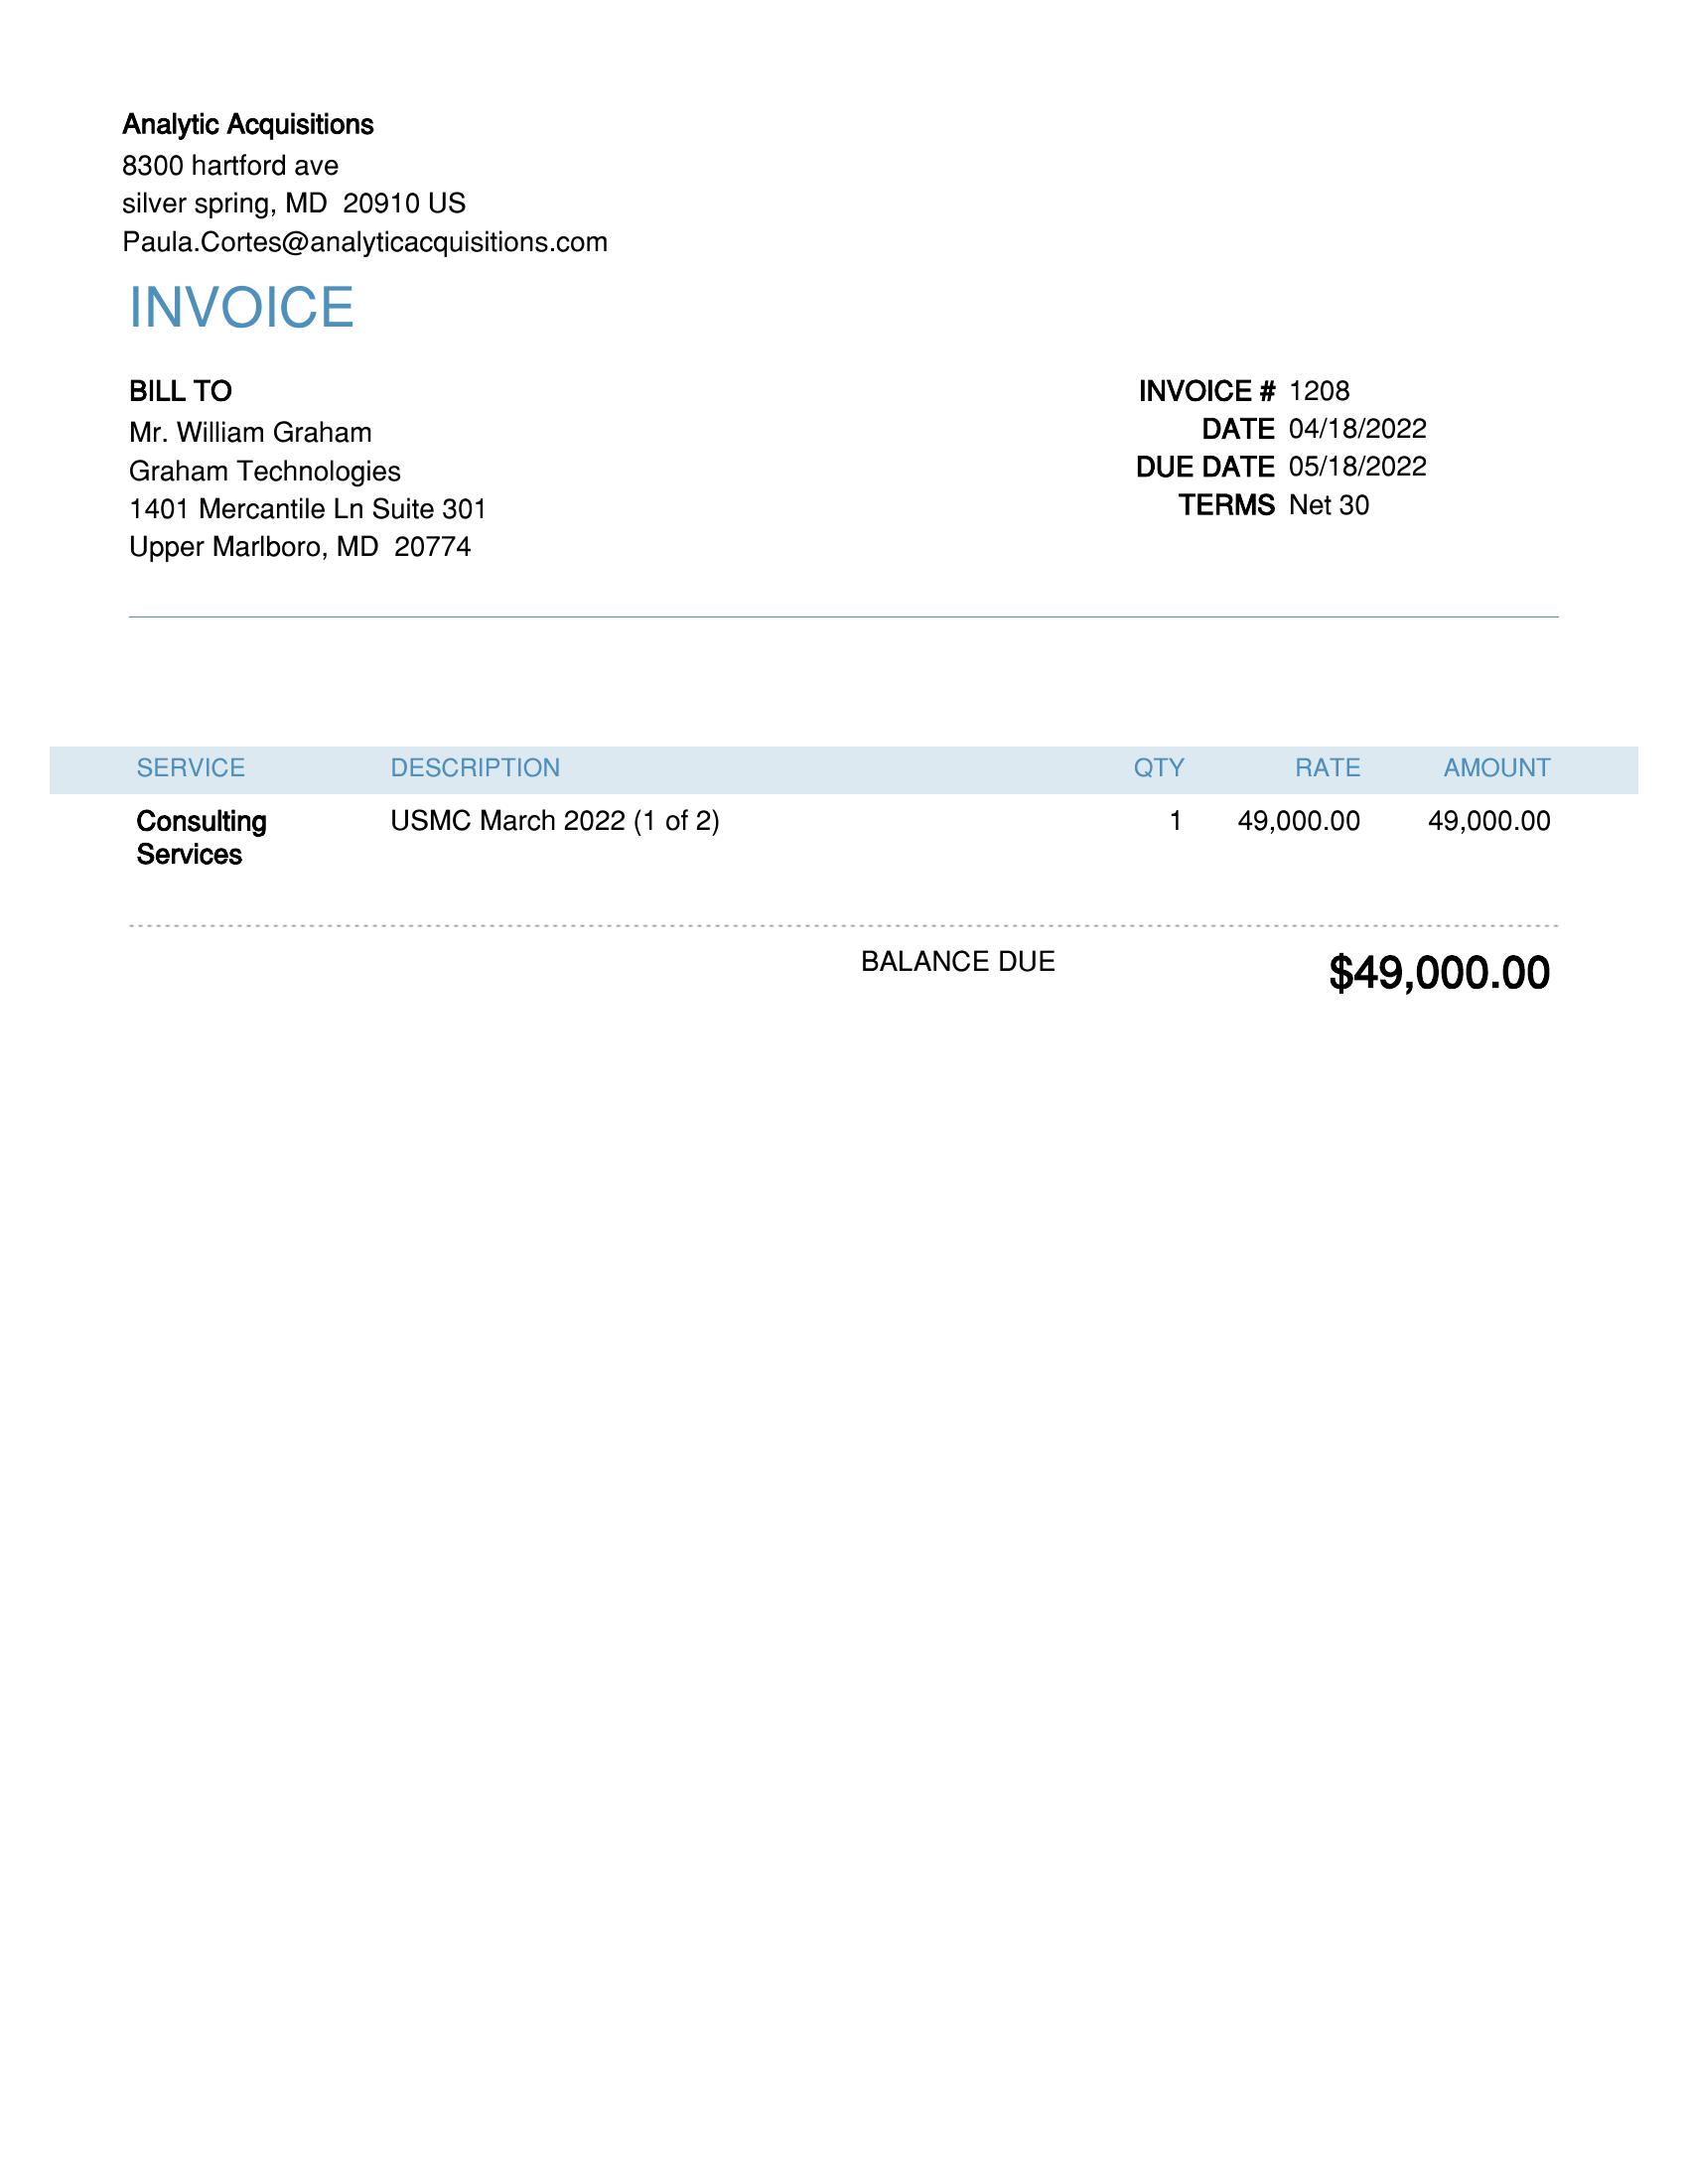 Analytic Acquisitions
8300 hartford ave
silver spring, MD  20910 US
Paula.Cortes@analyticacquisitions.com
INVOICE
BILL TO
Mr. William Graham
Graham Technologies
1401 Mercantile Ln Suite 301
Upper Marlboro, MD  20774
INVOICE # 1208
DATE 04/18/2022
DUE DATE 05/18/2022
TERMS Net 30
SERVICE DESCRIPTION QTY RATE AMOUNT
Consulting USMC March 2022 (1 of 2) 1 49,000.00 49,000.00
Services
BALANCE DUE $49,000.00